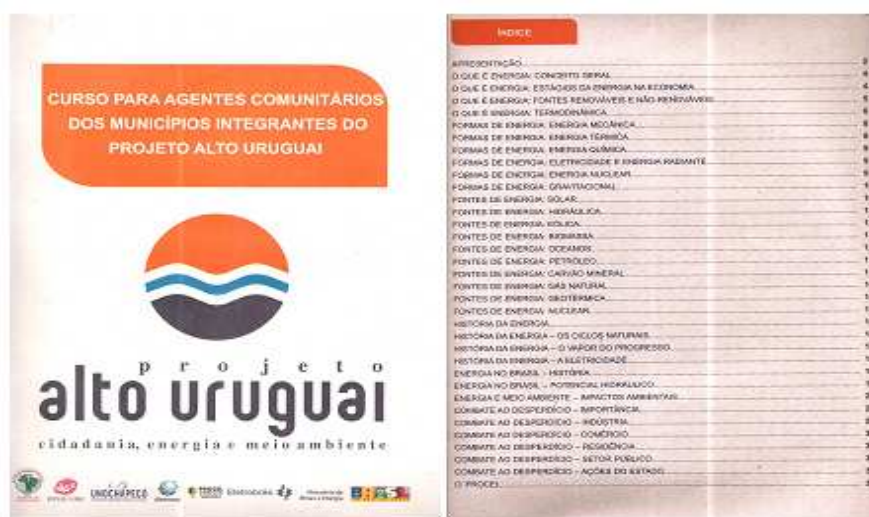 CURSO PARA AGENTES COMUNITÁRIOS
DOS MUNICÍPIOS INTEGRANTES DO
PROJETO ALTO URUGUAI
projeto
alto uruguai
cidadania, energia e meio ambiente
UNOCHAPECÓ
Eletrobrás
Ministério de
Minas e Energia
ÍNDICE
APRESENTAÇÃO
O QUE É ENERGIA: CONCEITO GERAL
O QUE É ENERGIA: ESTÁGIOS DA ENERGIA NA ECONOMIA
O QUE É ENERGIA: FONTES RENOVÁVEIS E NÃO-RENOVÁVEIS
O QUE É ENERGIA: TERMODINÂMICA
FORMAS DE ENERGIA: ENERGIA MECÂNICA
FORMAS DE ENERGIA: ENERGIA TÉRMICA
FORMAS DE ENERGIA: ENERGIA QUÍMICA
FORMAS DE ENERGIA: ELETRICIDADE E ENERGIA RADIANTE
FORMAS DE ENERGIA: ENERGIA NUCLEAR
FORMAS DE ENERGIA: GRAVITACIONAL
FONTES DE ENERGIA: SOLAR
FONTES DE ENERGIA: HIDRÁULICA
FONTES DE ENERGIA: EÓLICA
FONTES DE ENERGIA: BIOMASSA
FONTES DE ENERGIA: OCEANOS
FONTES DE ENERGIA: PETRÓLEO
FONTES DE ENERGIA: CARVÃO MINERAL
FONTES DE ENERGIA: GÁS NATURAL
FONTES DE ENERGIA: GEOTÉRMICA
FONTES DE ENERGIA: NUCLEAR
HISTÓRIA DA ENERGIA
HISTÓRIA DA ENERGIA – OS CICLOS NATURAIS
HISTÓRIA DA ENERGIA – O VAPOR DO PROGRESSO
HISTÓRIA DA ENERGIA – A ELETRICIDADE
ENERGIA NO BRASIL - HISTÓRIA
ENERGIA NO BRASIL – POTENCIAL HIDRÁULICO
ENERGIA E MEIO AMBIENTE – IMPACTOS AMBIENTAIS
COMBATE AO DESPERDÍCIO – IMPORTÂNCIA
COMBATE AO DESPERDÍCIO – INDÚSTRIA
COMBATE AO DESPERDÍCIO – COMÉRCIO
COMBATE AO DESPERDÍCIO – RESIDÊNCIA
COMBATE AO DESPERDÍCIO – SETOR PÚBLICO
COMBATE AO DESPERDÍCIO – AÇÕES DO ESTADO
O PROCEL